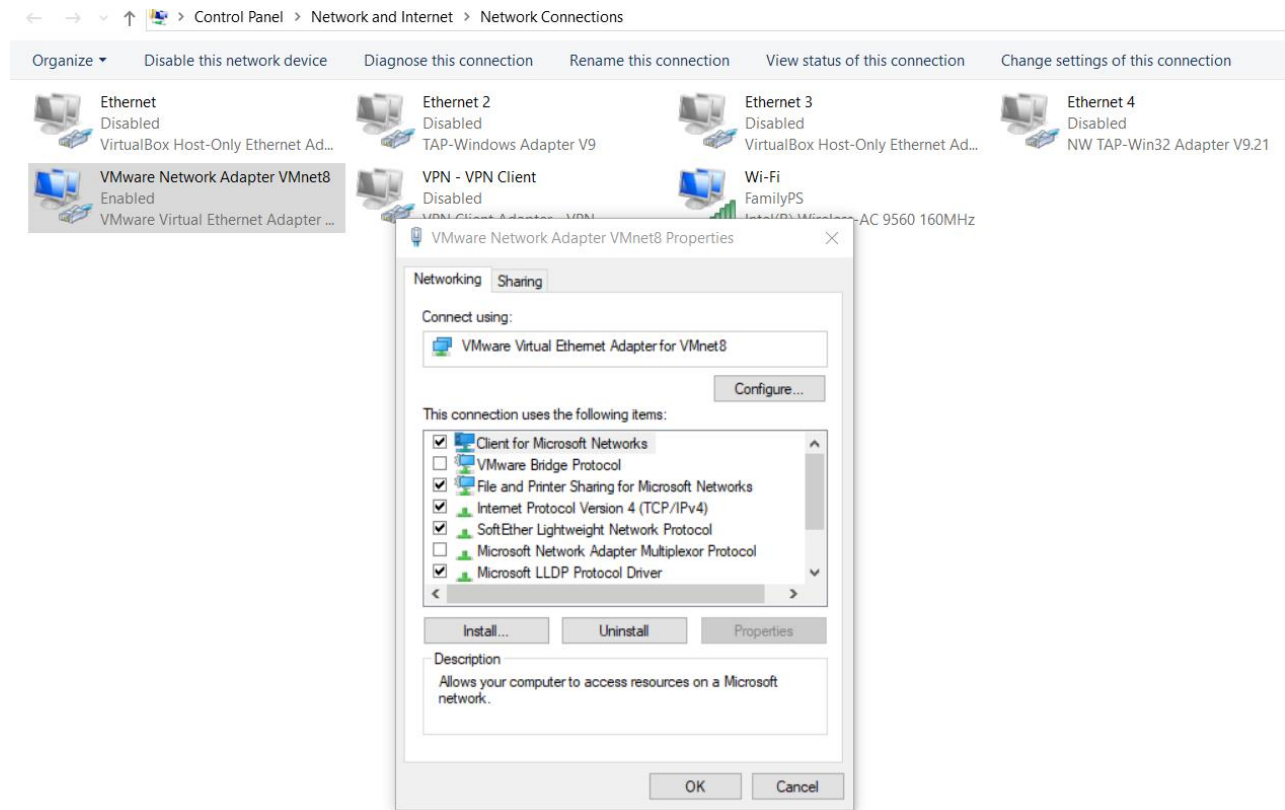 Control Panel > Network and Internet > Network Connections
Organize Disable this network device Diagnose this connection Rename this connection View status of this connection Change settings of this connection
Ethernet
Disabled
VirtualBox Host-Only Ethernet Ad...
Ethernet 2
Disabled
TAP-Windows Adapter V9
Ethernet 3
Disabled
VirtualBox Host-Only Ethernet Ad...
Ethernet 4
Disabled
NW TAP-Win32 Adapter V9.21
VMware Network Adapter VMnet8
Enabled
VMware Virtual Ethernet Adapter ...
VPN - VPN Client
Disabled
VPN Client Adapter - VPN
Wi-Fi
FamilyPS
Intel(R) Wireless-AC 9560 160MHz
VMware Network Adapter VMnet8 Properties
Networking Sharing
Connect using:
VMware Virtual Ethernet Adapter for VMnet8
Configure...
This connection uses the following items:
Client for Microsoft Networks
VMware Bridge Protocol
File and Printer Sharing for Microsoft Networks
Internet Protocol Version 4 (TCP/IPv4)
SoftEther Lightweight Network Protocol
Microsoft Network Adapter Multiplexor Protocol
Microsoft LLDP Protocol Driver
Install... Uninstall Properties
Description
Allows your computer to access resources on a Microsoft
network.
OK Cancel